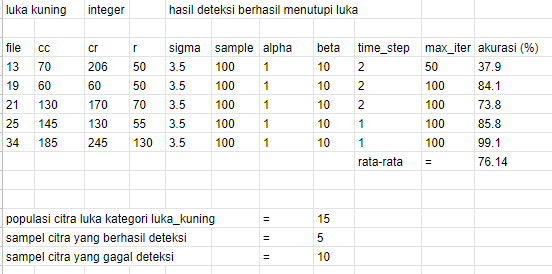 luka kuning integer hasil deteksi berhasil menutupi luka
file cc cr r sigma sample alpha beta time_step max_iter akurasi (%)
13 70 206 50 3.5 100 1 10 2 50 37.9
19 60 60 50 3.5 100 1 10 2 100 84.1
21 130 170 70 3.5 100 1 10 2 100 73.8
25 145 130 55 3.5 100 1 10 1 100 85.8
34 185 245 130 3.5 100 1 10 1 100 99.1
rata-rata = 76.14
populasi citra luka kategori luka_kuning = 15
sampel citra yang berhasil deteksi = 5
sampel citra yang gagal deteksi = 10